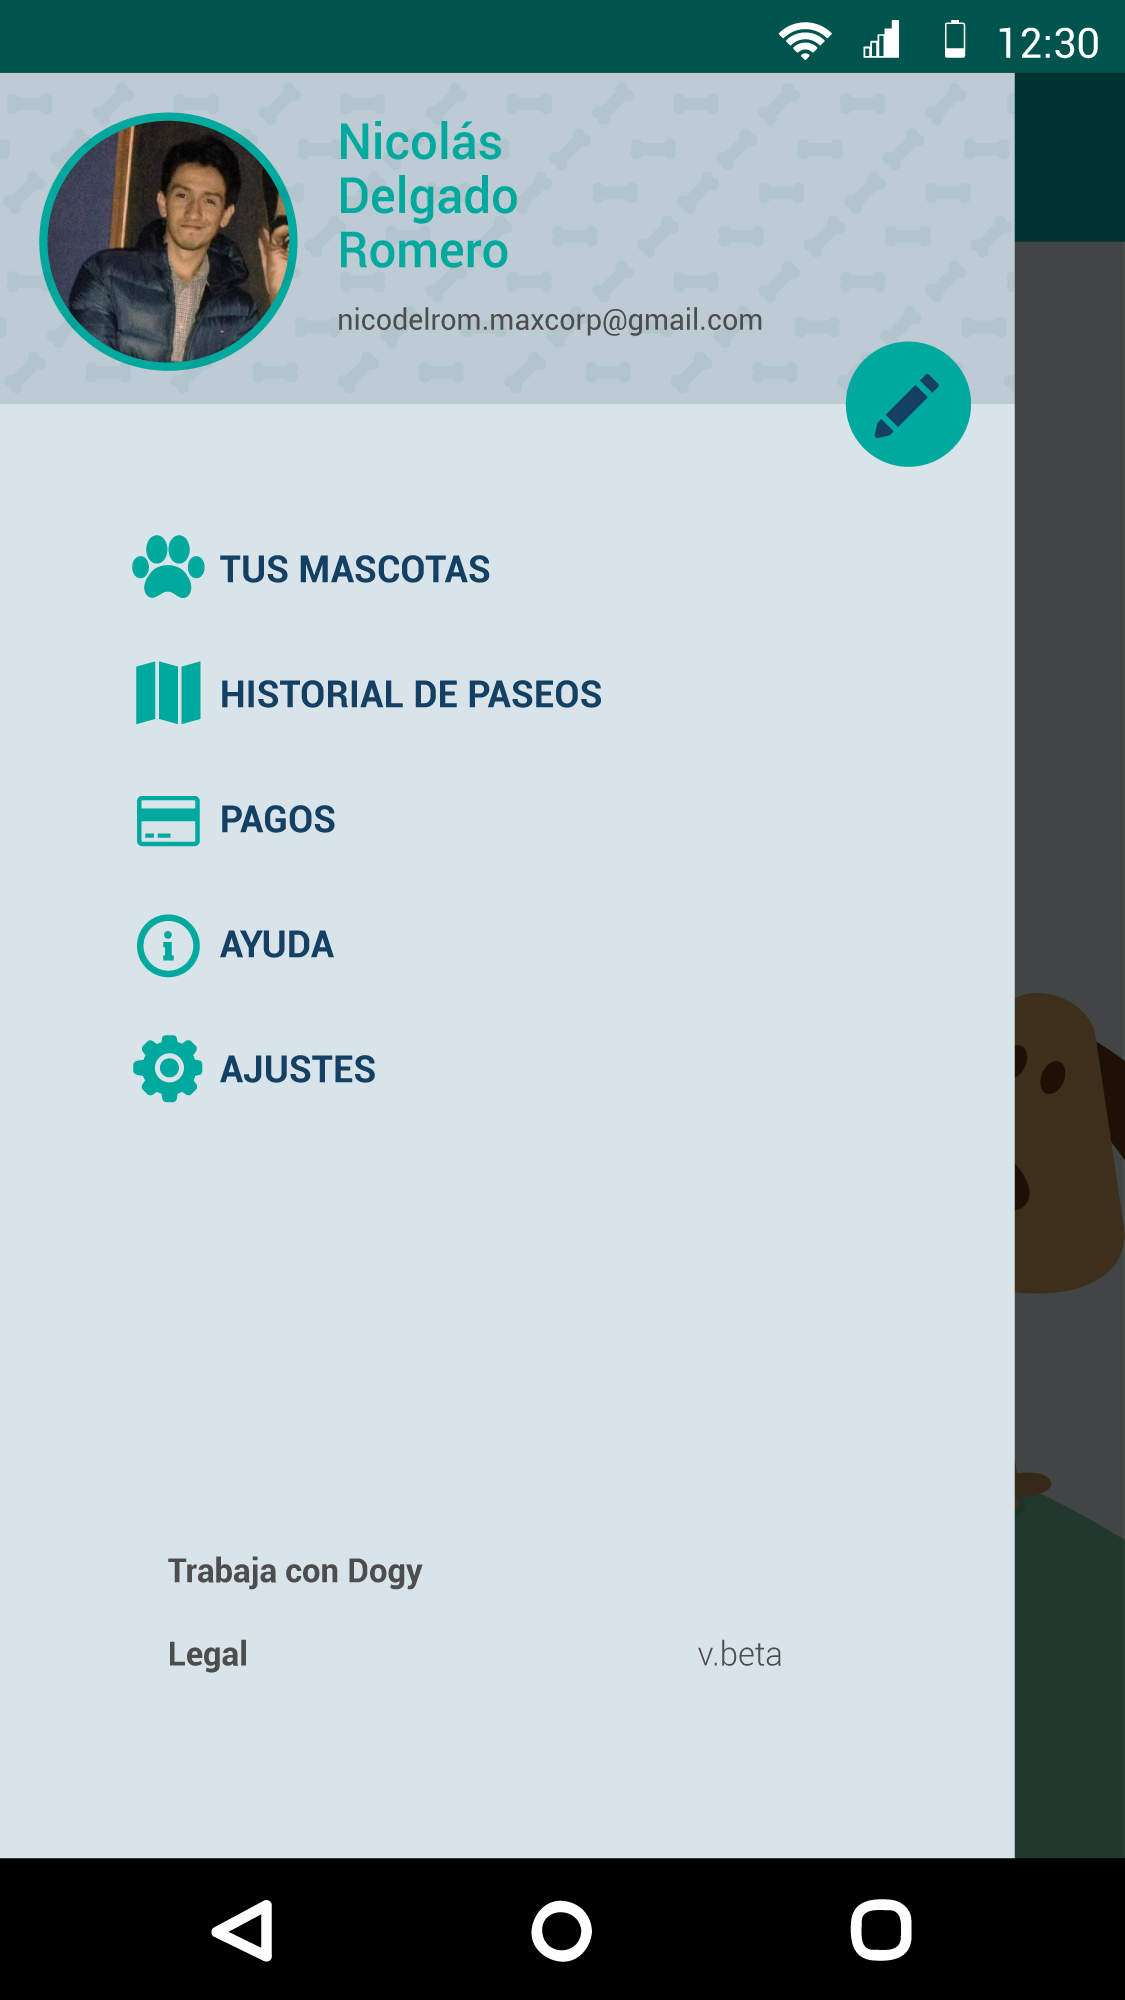 12:30
Nicolás
Delgado
Romero
nicodelrom.maxcorp@gmail.com
TUS MASCOTAS
HISTORIAL DE PASEOS
PAGOS
AYUDA
AJUSTES
Trabaja con Dogy
Legal
v.beta